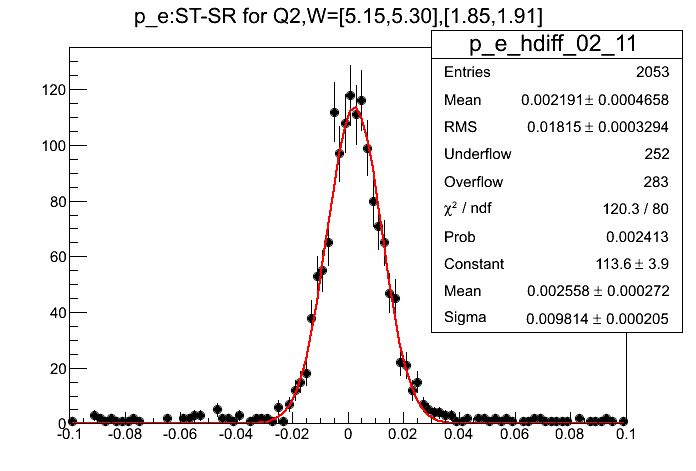 p_e:ST-SR for Q2,W=[5.15,5.30],[1.85,1.91]
p_e_hdiff_02_11
Entries 2053
Mean 0.002191± 0.0004658
RMS 0.01815± 0.0003294
Underflow 252
Overflow 283
χ² / ndf 120.3 / 80
Prob 0.002413
Constant 113.6 ± 3.9
Mean 0.002558 ± 0.000272
Sigma 0.009814 ± 0.000205
120
100
80
60
40
20
0
-0.1 -0.08 -0.06 -0.04 -0.02 0 0.02 0.04 0.06 0.08 0.1